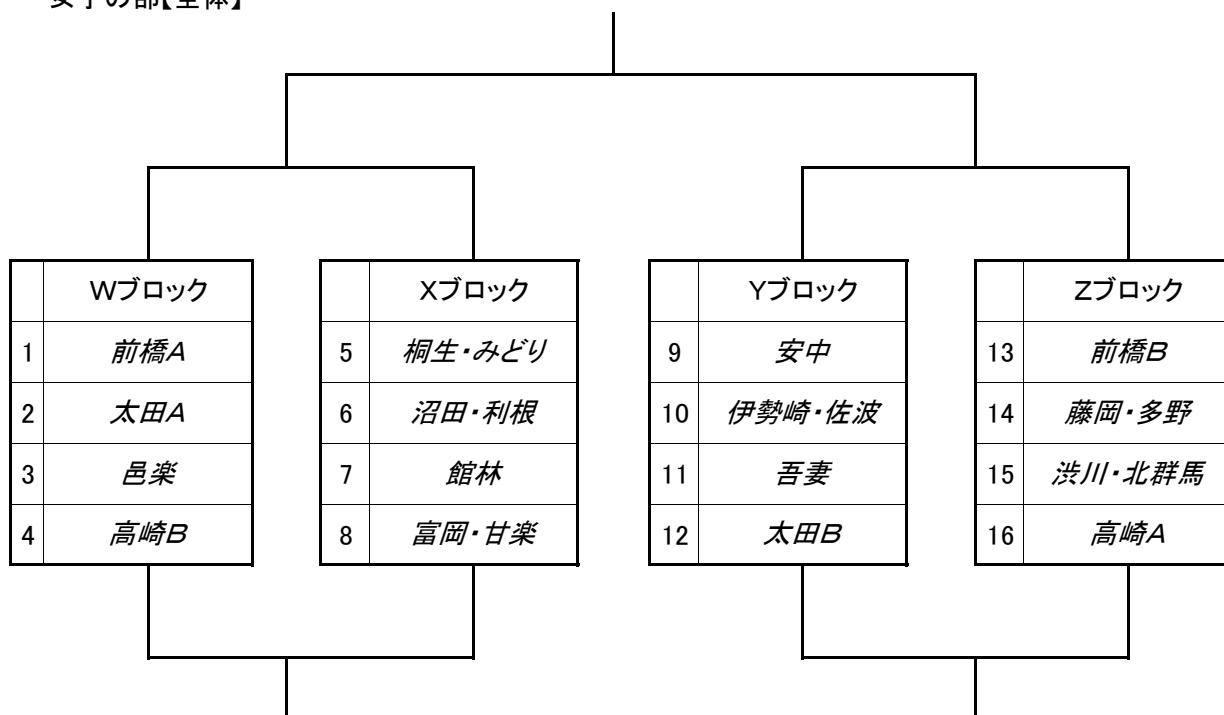 女子の部【全体】
Wブロック
1 前橋A
2 太田A
3 邑楽
4 高崎B
Xブロック
5 桐生・みどり
6 沼田・利根
7 館林
8 富岡・甘楽
Yブロック
9 安中
10 伊勢崎・佐波
11 吾妻
12 太田B
Zブロック
13 前橋B
14 藤岡・多野
15 渋川・北群馬
16 高崎A